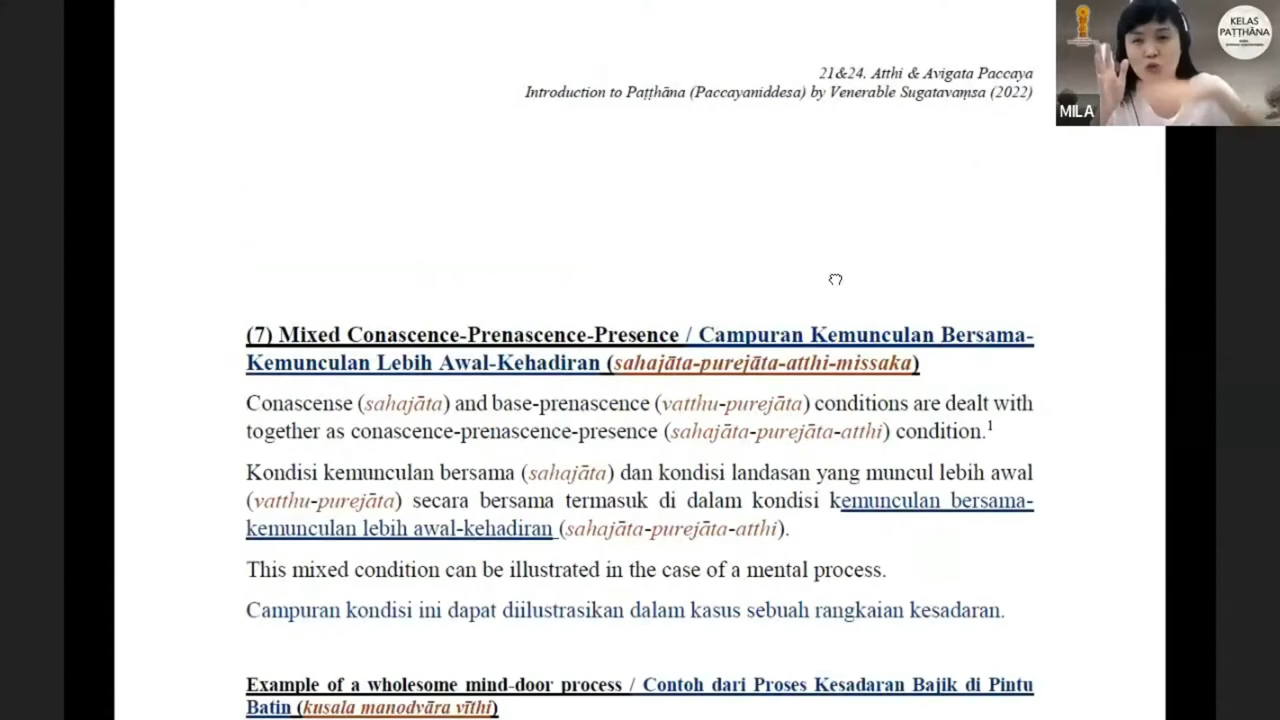 21&24. Atthi & Avigata Paccaya
Introduction to Paṭṭhāna (Paccayaniddesa) by Venerable Sugatavaṃsa (2022)
KELAS
PAṬṬHĀNA
MILA
(7) Mixed Conascence-Prenascence-Presence / Campuran Kemunculan Bersama-
Kemunculan Lebih Awal-Kehadiran (sahajāta-purejāta-atthi-missaka)
Conascense (sahajāta) and base-prenascence (vatthu-purejāta) conditions are dealt with
together as conascence-prenascence-presence (sahajāta-purejāta-atthi) condition.¹
Kondisi kemunculan bersama (sahajāta) dan kondisi landasan yang muncul lebih awal
(vatthu-purejāta) secara bersama termasuk di dalam kondisi kemunculan bersama-
kemunculan lebih awal-kehadiran (sahajāta-purejāta-atthi).
This mixed condition can be illustrated in the case of a mental process.
Campuran kondisi ini dapat diilustrasikan dalam kasus sebuah rangkaian kesadaran.
Example of a wholesome mind-door process / Contoh dari Proses Kesadaran Bajik di Pintu
Batin (kusala manodvāra vīthi)